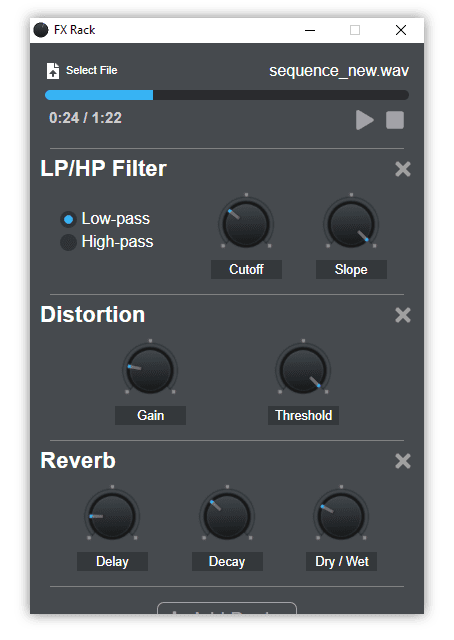 FX Rack
Select File
sequence_new.wav
0:24 / 1:22
LP/HP Filter
Low-pass
High-pass
Cutoff
Slope
Distortion
Gain
Threshold
Reverb
Delay
Decay
Dry / Wet